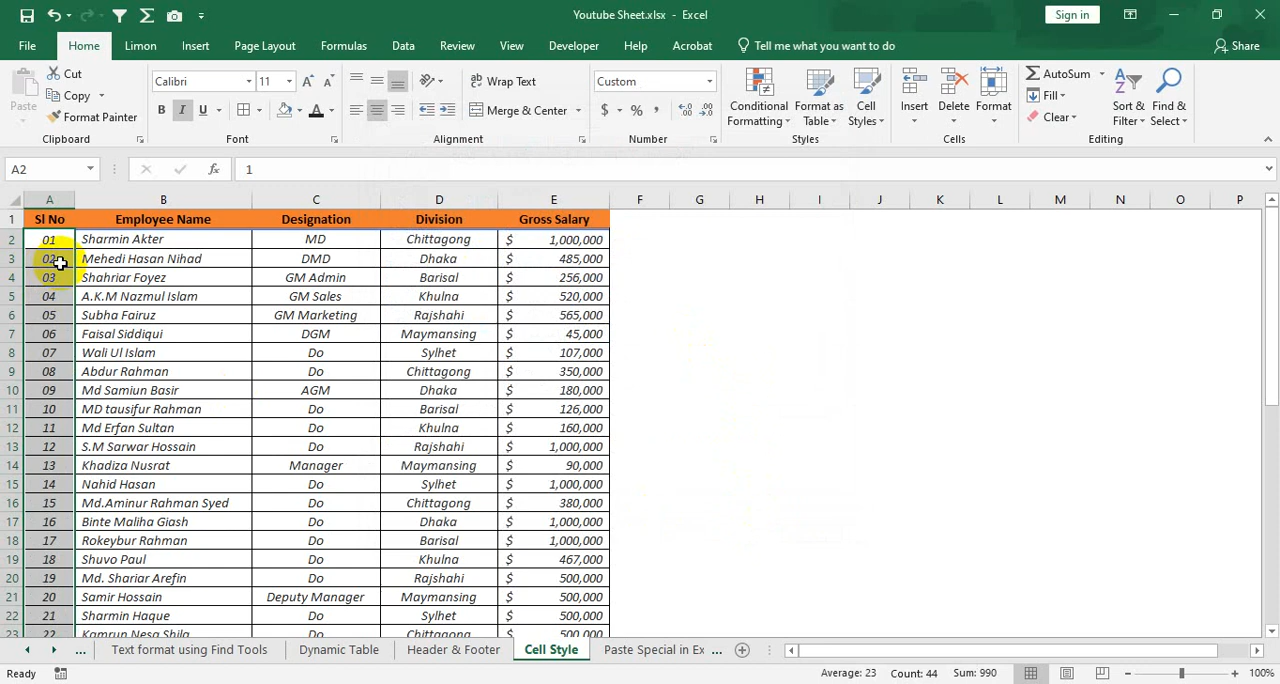 Youtube Sheet.xlsx - Excel
Sign in
File Home Limon Insert Page Layout Formulas Data Review View Developer Help Acrobat Tell me what you want to do Share
Paste Cut Copy Format Painter
Calibri 11
B I U A
Wrap Text
Merge & Center
Custom
$ % ,
Conditional Formatting
Format as Table
Cell Styles
Insert Delete Format
AutoSum
Fill
Clear
Sort & Filter
Find & Select
Clipboard Font Alignment Number Styles Cells Editing
A2 fx 1
A B C D E F G H I J K L M N O P
1 Sl No Employee Name Designation Division Gross Salary
2 01 Sharmin Akter MD Chittagong $ 1,000,000
3 02 Mehedi Hasan Nihad DMD Dhaka $ 485,000
4 03 Shahriar Foyez GM Admin Barisal $ 256,000
5 04 A.K.M Nazmul Islam GM Sales Khulna $ 520,000
6 05 Subha Fairuz GM Marketing Rajshahi $ 565,000
7 06 Faisal Siddiqui DGM Maymansing $ 45,000
8 07 Wali Ul Islam Do Sylhet $ 107,000
9 08 Abdur Rahman Do Chittagong $ 350,000
10 09 Md Samiun Basir AGM Dhaka $ 180,000
11 10 MD tausifur Rahman Do Barisal $ 126,000
12 11 Md Erfan Sultan Do Khulna $ 160,000
13 12 S.M Sarwar Hossain Do Rajshahi $ 1,000,000
14 13 Khadiza Nusrat Manager Maymansing $ 90,000
15 14 Nahid Hasan Do Sylhet $ 1,000,000
16 15 Md.Aminur Rahman Syed Do Chittagong $ 380,000
17 16 Binte Maliha Giash Do Dhaka $ 1,000,000
18 17 Rokeybur Rahman Do Barisal $ 1,000,000
19 18 Shuvo Paul Do Khulna $ 467,000
20 19 Md. Shariar Arefin Do Rajshahi $ 500,000
21 20 Samir Hossain Deputy Manager Maymansing $ 500,000
22 21 Sharmin Haque Do Sylhet $ 500,000
23 22 Kamrun Nesa Shila Do Chittagong $ 500,000
... Text format using Find Tools Dynamic Table Header & Footer Cell Style Paste Special in Ex ...
Ready Average: 23 Count: 44 Sum: 990 100%